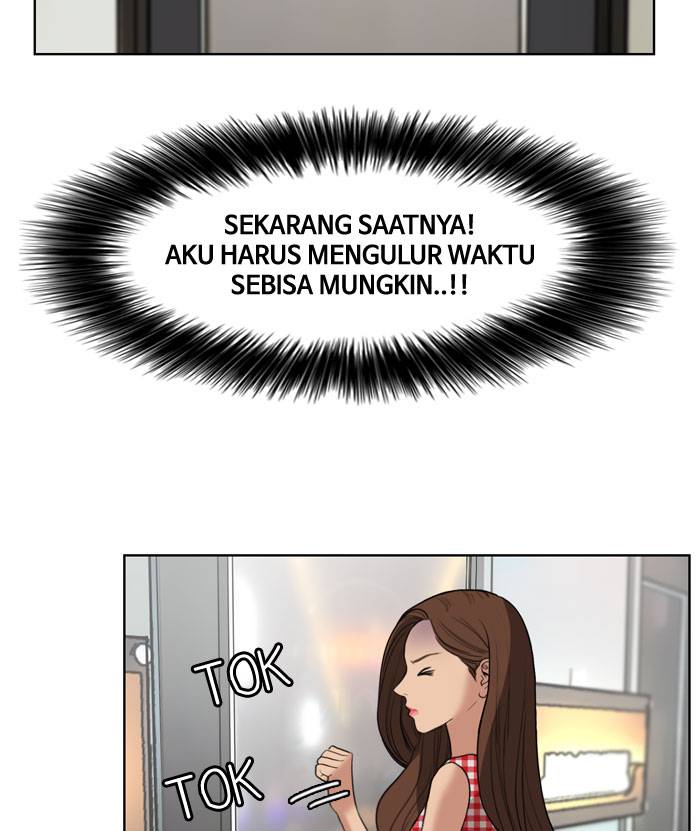 SEKARANG SAATNYA!
AKU HARUS MENGULUR WAKTU
SEBISA MUNGKIN..!!
TOK
TOK